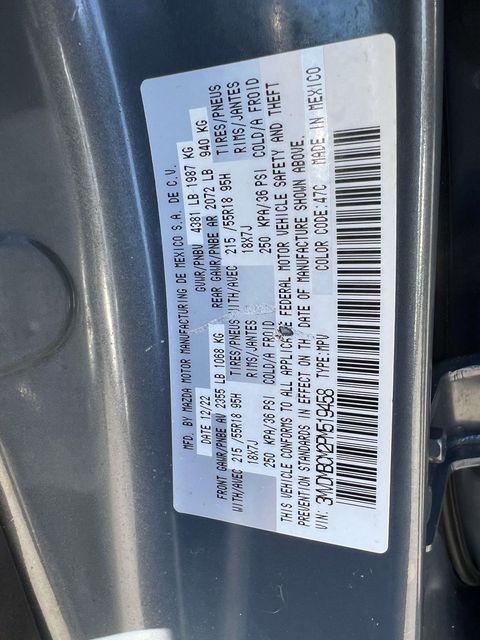 MFD. BY MAZDA MOTOR MANUFACTURING DE MEXICO S.A. DE C.V.
DATE 12/22 GVWR/PNBV 4381 LB 1987 KG
FRONT GAWR/PNBE AV 2355 LB 1068 KG REAR GAWR/PNBE AR 2072 LB 940 KG
WITH/AVEC 215 /55R18 95H TIRES/PNEUS WITH/AVEC 215 /55R18 95H TIRES/PNEUS
18X7J RIMS/JANTES 18X7J RIMS/JANTES
250 KPA/36 PSI COLD/A FROID 250 KPA/36 PSI COLD/A FROID
THIS VEHICLE CONFORMS TO ALL APPLICABLE FEDERAL MOTOR VEHICLE SAFETY AND THEFT
PREVENTION STANDARDS IN EFFECT ON TH. DATE OF MANUFACTURE SHOWN ABOVE.
COLOR: 47C MADE IN MEXICO
VIN: 3MVDMBCM2PM519458 TYPE: MPV